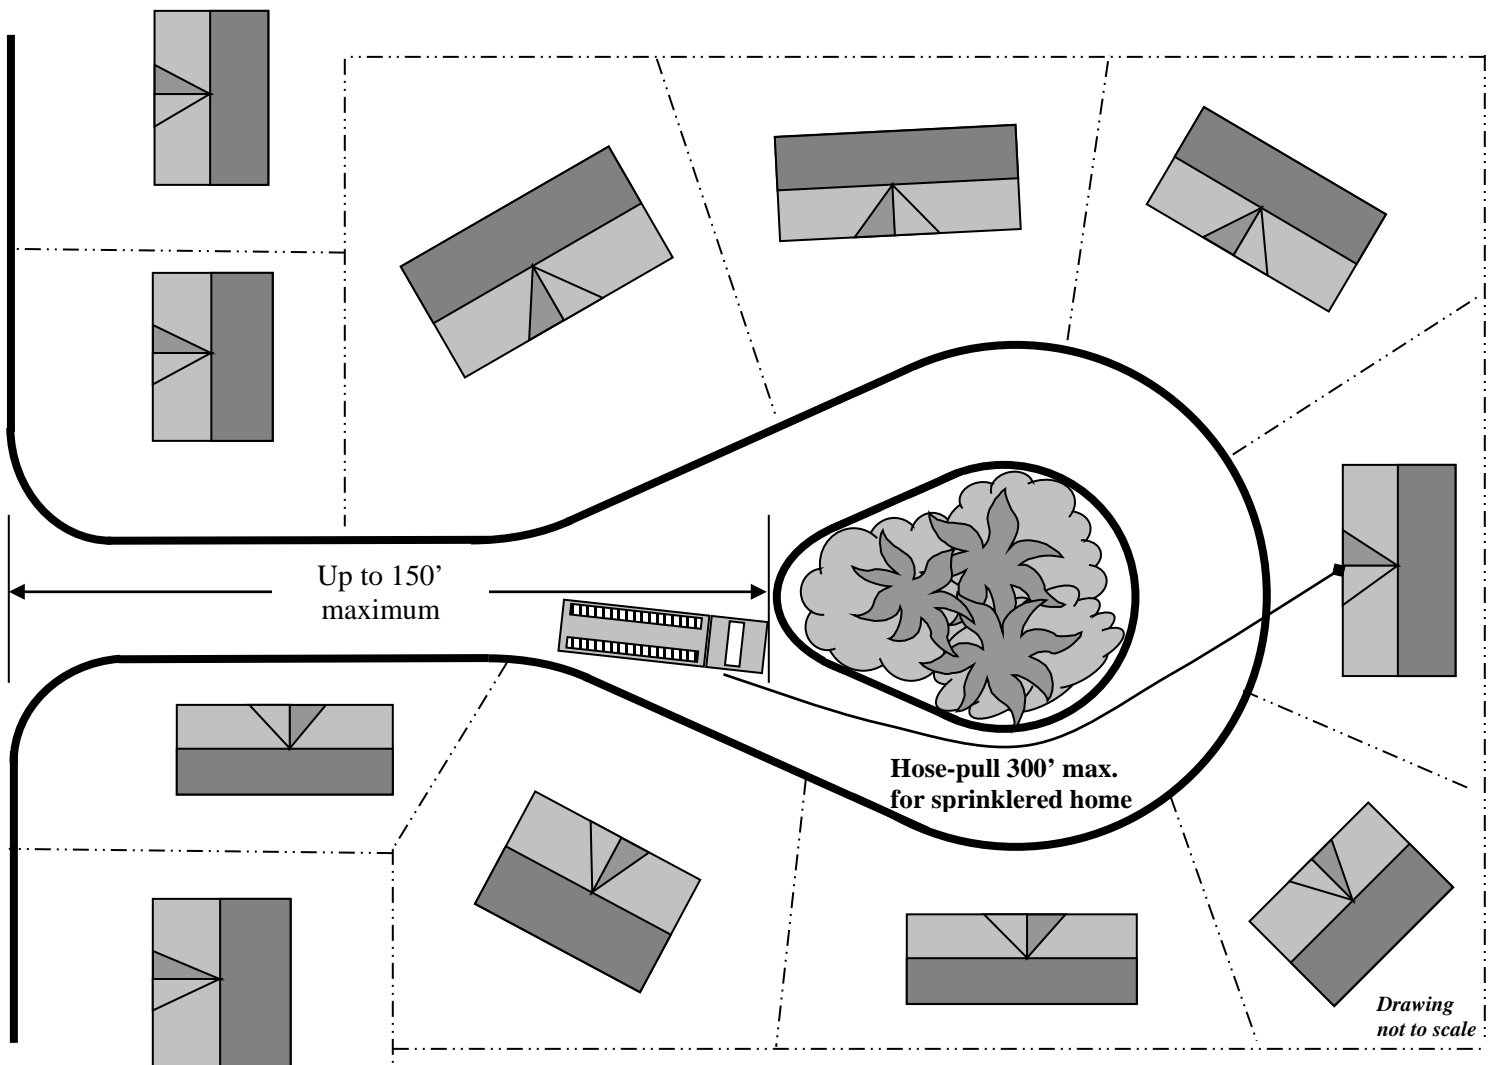 Up to 150’
maximum
Hose-pull 300’ max.
for sprinklered home
Drawing
not to scale